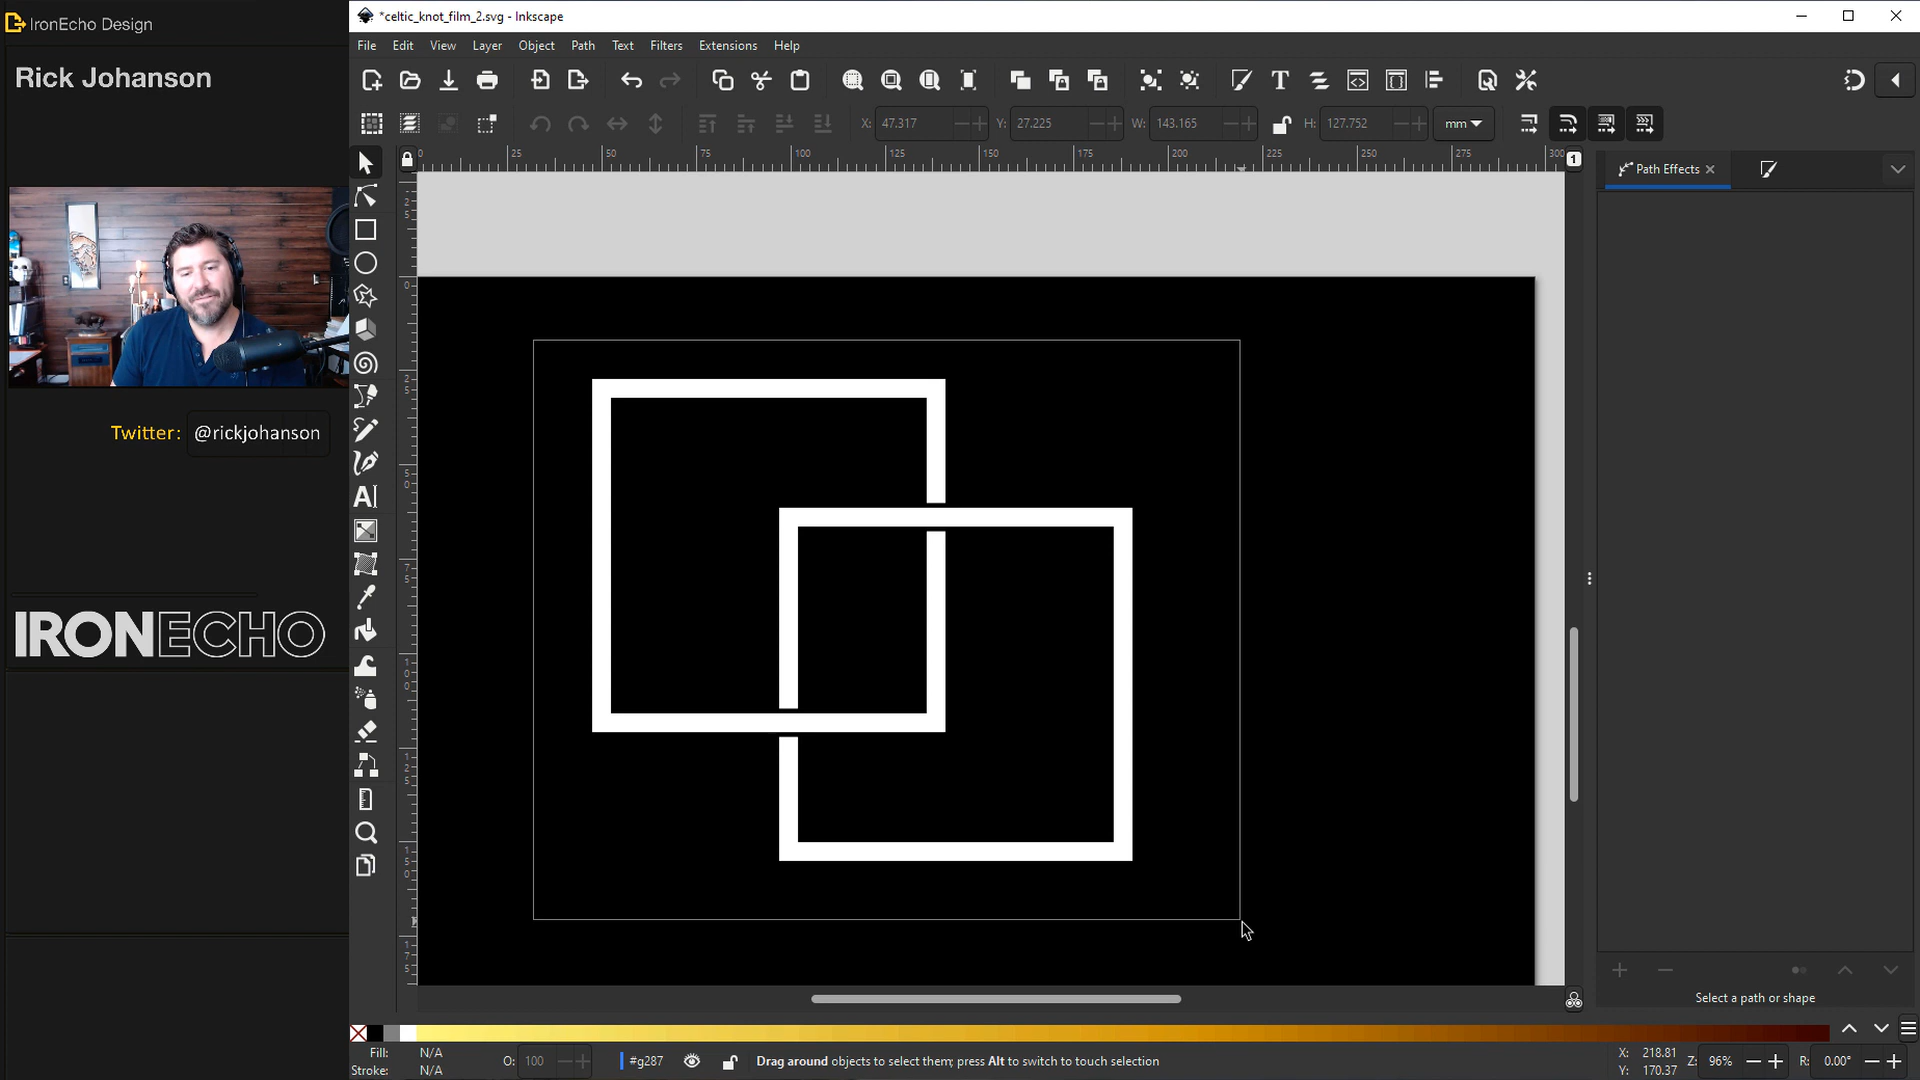 IronEcho Design
*celtic_knot_film_2.svg - Inkscape
Rick Johanson
File Edit View Layer Object Path Text Filters Extensions Help
X: 47.317 Y: 27.225 W: 143.165 H: 127.752 mm
0 25 50 75 100 125 150 175 200 225 250 275 300
1
Path Effects
Twitter: @rickjohanson
IRONECHO
Select a path or shape
Fill: N/A
Stroke: N/A
O: 100
#g287
Drag around objects to select them; press Alt to switch to touch selection
X: 218.81
Y: 170.37
Z: 96%
R: 0.00°